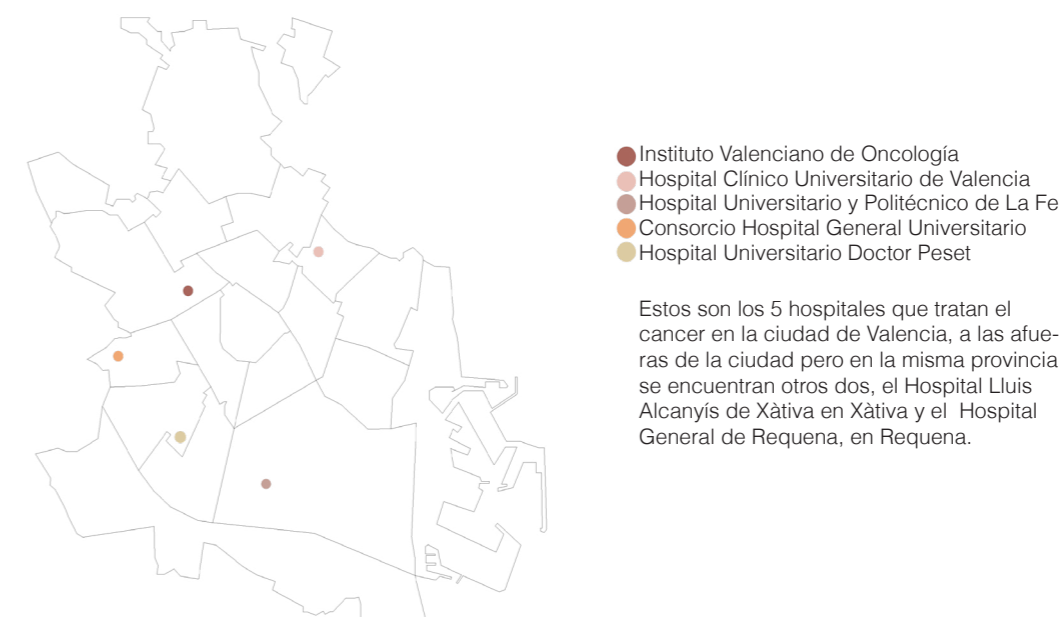 Instituto Valenciano de Oncología
Hospital Clínico Universitario de Valencia
Hospital Universitario y Politécnico de La Fe
Consorcio Hospital General Universitario
Hospital Universitario Doctor Peset
Estos son los 5 hospitales que tratan el
cancer en la ciudad de Valencia, a las afue-
ras de la ciudad pero en la misma provincia
se encuentran otros dos, el Hospital Lluis
Alcanyís de Xàtiva en Xàtiva y el Hospital
General de Requena, en Requena.